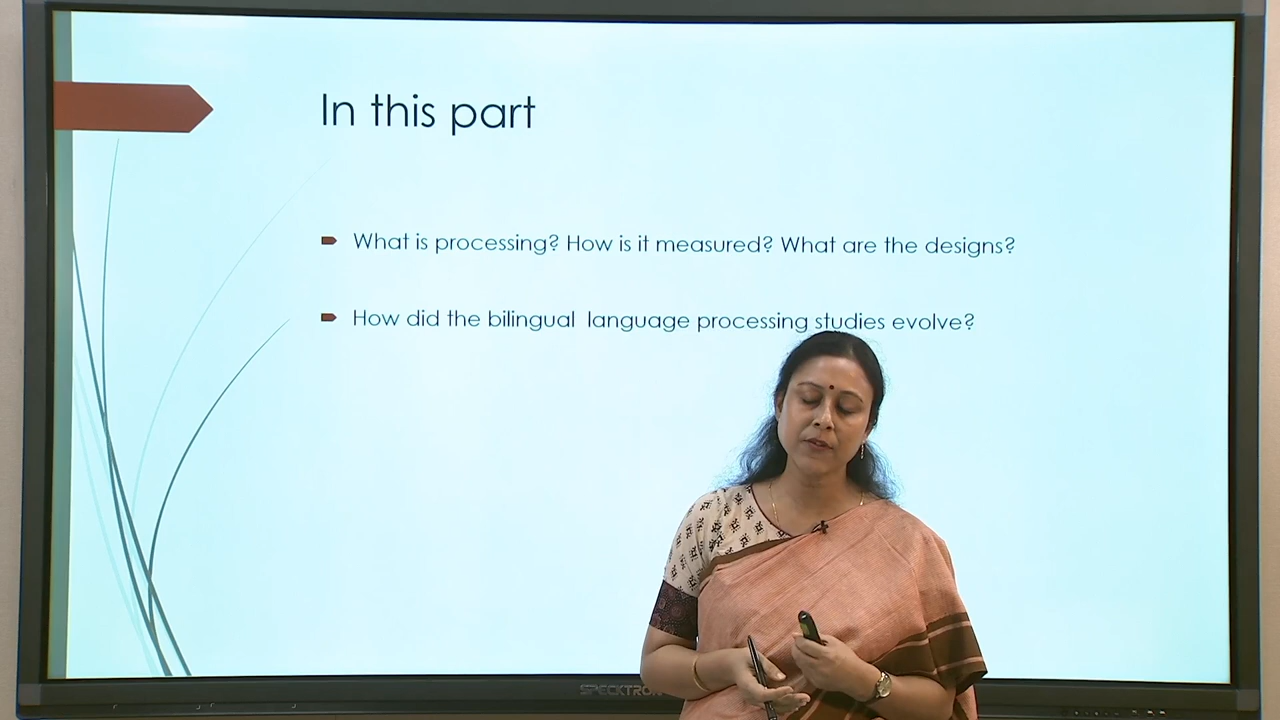 In this part
What is processing? How is it measured? What are the designs?
How did the bilingual language processing studies evolve?
SPECKTRON